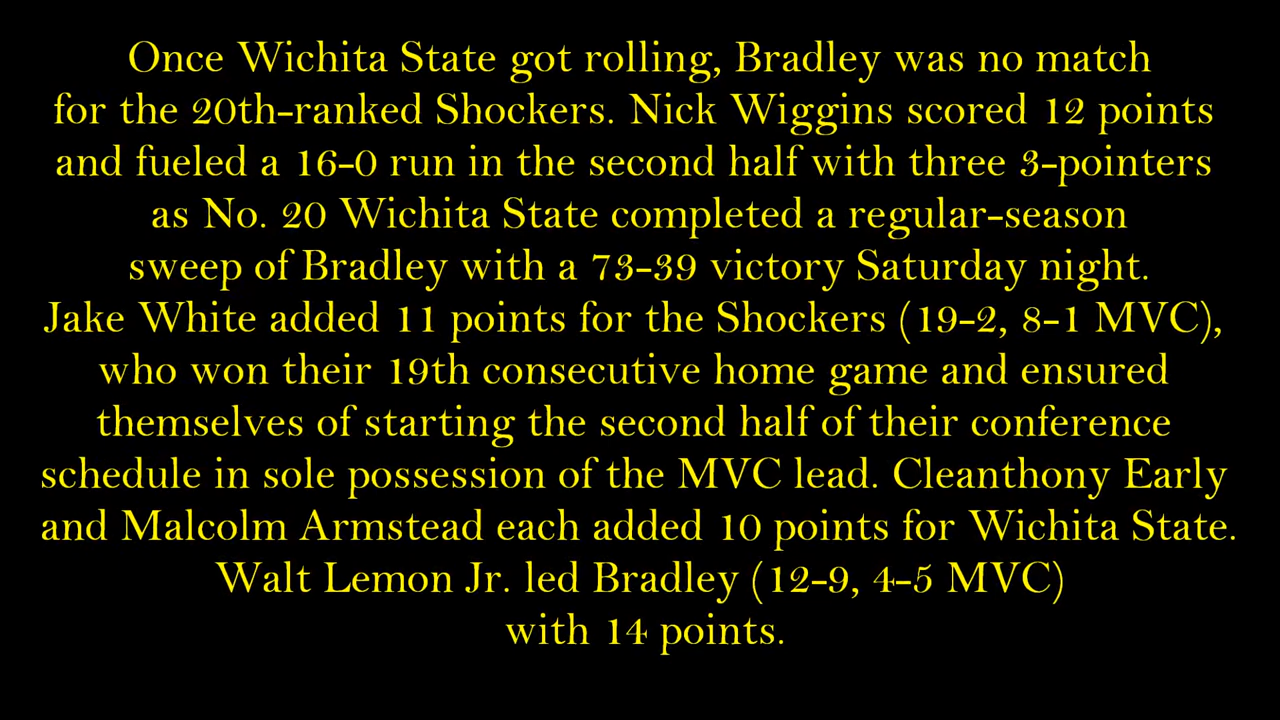 Once Wichita State got rolling, Bradley was no match
for the 20th-ranked Shockers. Nick Wiggins scored 12 points
and fueled a 16-0 run in the second half with three 3-pointers
as No. 20 Wichita State completed a regular-season
sweep of Bradley with a 73-39 victory Saturday night.
Jake White added 11 points for the Shockers (19-2, 8-1 MVC),
who won their 19th consecutive home game and ensured
themselves of starting the second half of their conference
schedule in sole possession of the MVC lead. Cleanthony Early
and Malcolm Armstead each added 10 points for Wichita State.
Walt Lemon Jr. led Bradley (12-9, 4-5 MVC)
with 14 points.